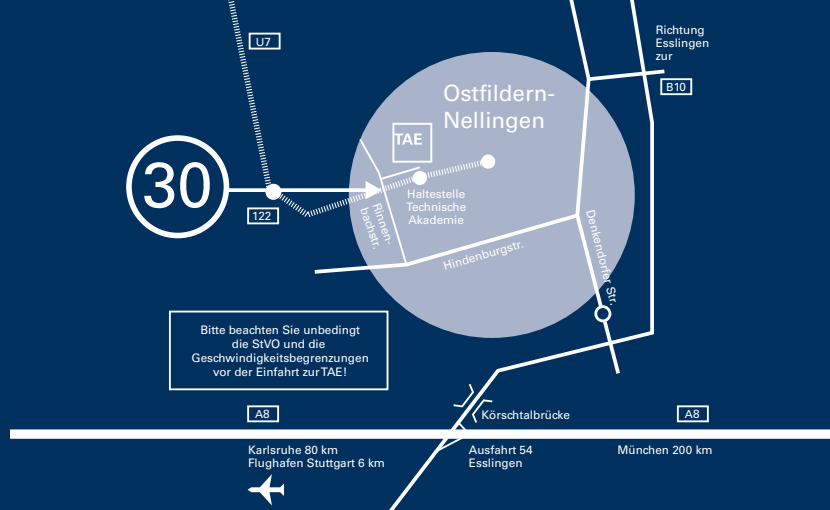 U7
Richtung
Esslingen
zur
B10
Ostfildern-
Nellingen
TAE
30
122
Haltestelle
Technische
Akademie
Rinnen-
bachstr.
Hindenburgstr.
Denkendorfer Str.
Bitte beachten Sie unbedingt
die StVO und die
Geschwindigkeitsbegrenzungen
vor der Einfahrt zur TAE!
A8
Körschtalbrücke
A8
Karlsruhe 80 km
Flughafen Stuttgart 6 km
Ausfahrt 54
Esslingen
München 200 km